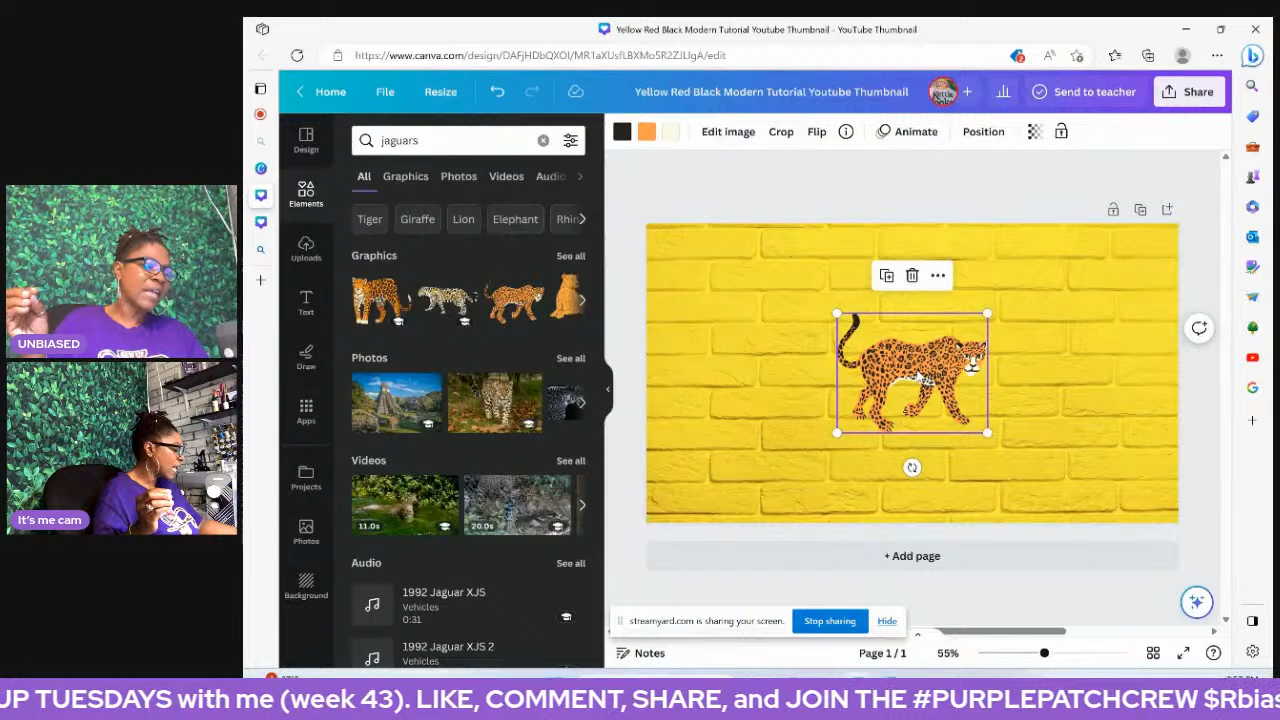 Yellow Red Black Modern Tutorial Youtube Thumbnail - YouTube Thumbnail
https://www.canva.com/design/DAFjHDbQXOI/MR1aXUsfLBXMo5R2ZJLIgA/edit
Home File Resize Yellow Red Black Modern Tutorial Youtube Thumbnail Send to teacher Share
Design
jaguars
Edit image Crop Flip Animate Position
Elements
All Graphics Photos Videos Audio
Tiger Giraffe Lion Elephant Rhin
Uploads
Graphics See all
Text
UNBIASED
Draw
Photos See all
Apps
Videos See all
Projects
It's me cam
11.0s 20.0s
Photos
+ Add page
Audio See all
Background
1992 Jaguar XJS
Vehicles
0:31
streamyard.com is sharing your screen. Stop sharing Hide
1992 Jaguar XJS 2
Vehicles
Notes Page 1 / 1 55%
UP TUESDAYS with me (week 43). LIKE, COMMENT, SHARE, and JOIN THE #PURPLEPATCHCREW $Rbias